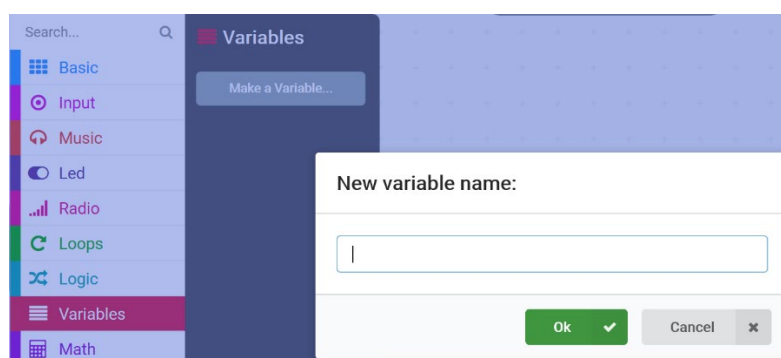 Search...
Basic
Input
Music
Led
Radio
Loops
Logic
Variables
Math
Variables
Make a Variable...
New variable name:
Ok
Cancel